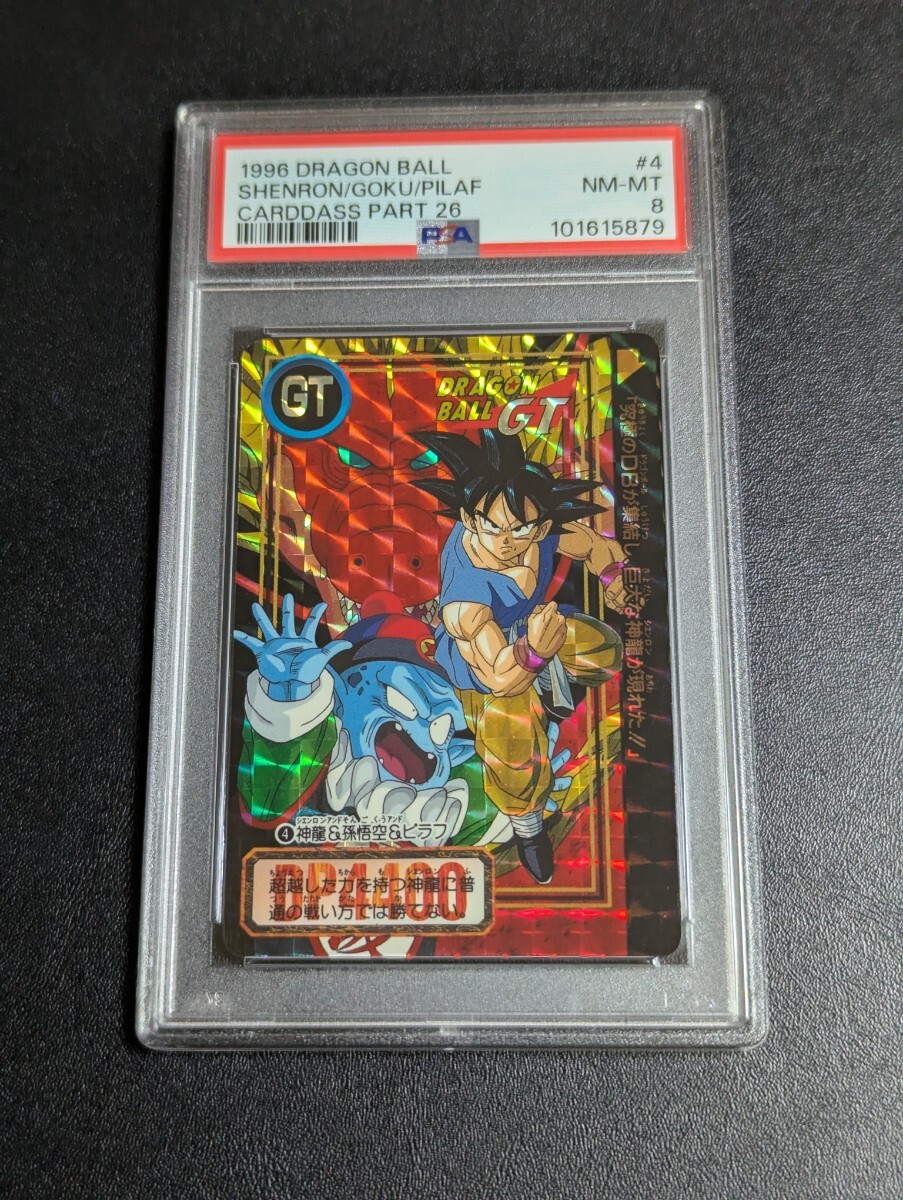 1996 DRAGON BALL #4
SHENRON/GOKU/PILAF NM-MT
CARDDASS PART 26 8
PSA 101615879
GT
DRAGON
BALL GT
「究極のDBが集結し、巨大な神龍が現れた!!」
❹神龍&孫悟空&ピラフ
超越した力を持つ神龍に普
通の戦い方では勝てない。